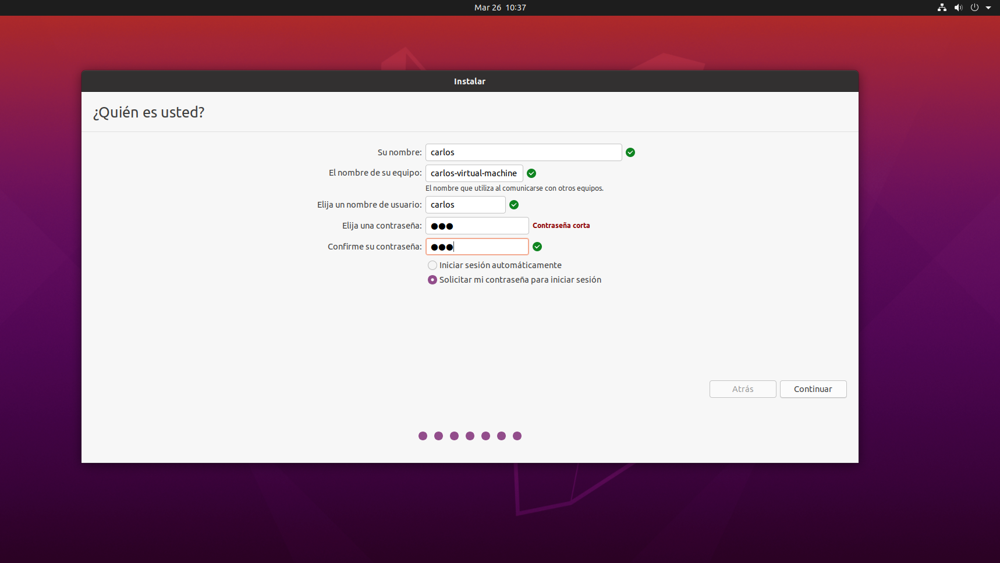 Mar 26 10:37
Instalar
¿Quién es usted?
Su nombre: carlos
El nombre de su equipo: carlos-virtual-machine
El nombre que utiliza al comunicarse con otros equipos.
Elija un nombre de usuario: carlos
Elija una contraseña: ●●● Contraseña corta
Confirme su contraseña: ●●●
Iniciar sesión automáticamente
Solicitar mi contraseña para iniciar sesión
Atrás Continuar